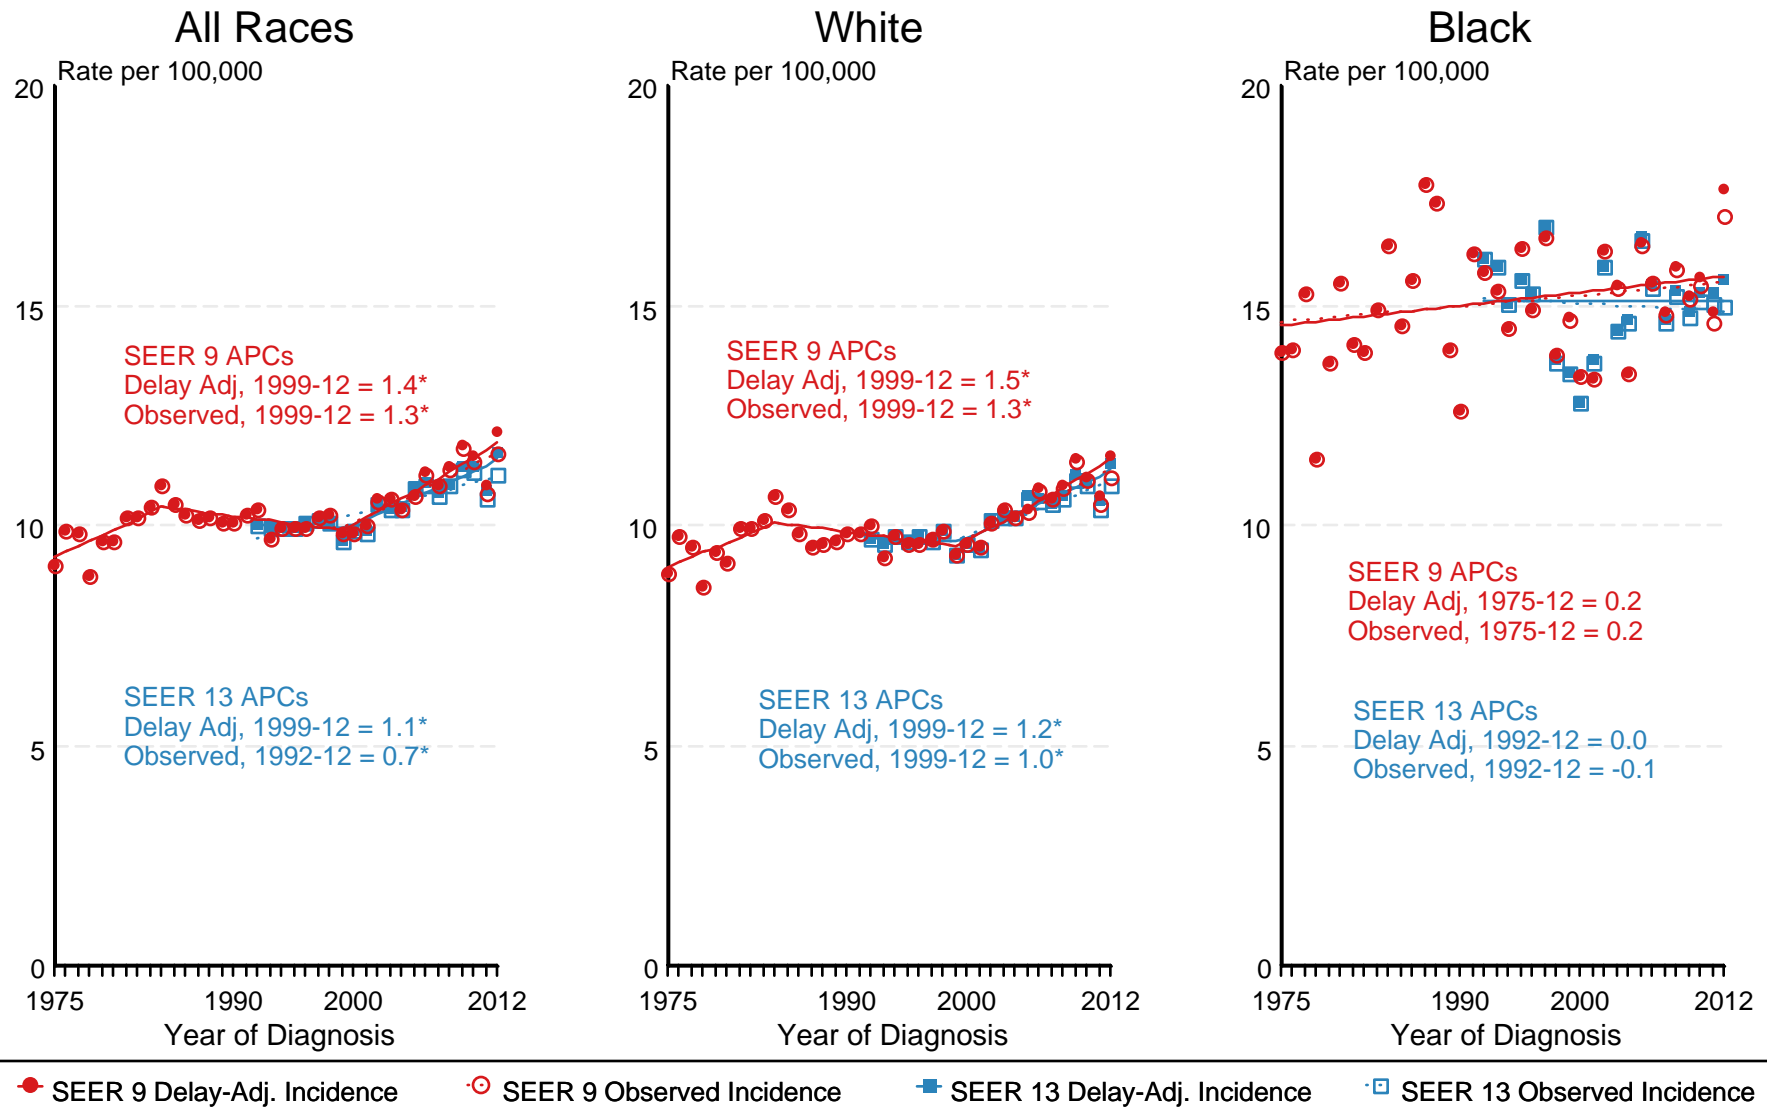 All Races
Rate per 100,000
20
15
10
5
0
SEER 9 APCs
Delay Adj, 1999-12 = 1.4*
Observed, 1999-12 = 1.3*
SEER 13 APCs
Delay Adj, 1999-12 = 1.1*
Observed, 1992-12 = 0.7*
1975 1990 2000 2012
Year of Diagnosis
White
Rate per 100,000
20
15
10
5
0
SEER 9 APCs
Delay Adj, 1999-12 = 1.5*
Observed, 1999-12 = 1.3*
SEER 13 APCs
Delay Adj, 1999-12 = 1.2*
Observed, 1999-12 = 1.0*
1975 1990 2000 2012
Year of Diagnosis
Black
Rate per 100,000
20
15
10
5
0
SEER 9 APCs
Delay Adj, 1975-12 = 0.2
Observed, 1975-12 = 0.2
SEER 13 APCs
Delay Adj, 1992-12 = 0.0
Observed, 1992-12 = -0.1
1975 1990 2000 2012
Year of Diagnosis
SEER 9 Delay-Adj. Incidence SEER 9 Observed Incidence SEER 13 Delay-Adj. Incidence SEER 13 Observed Incidence